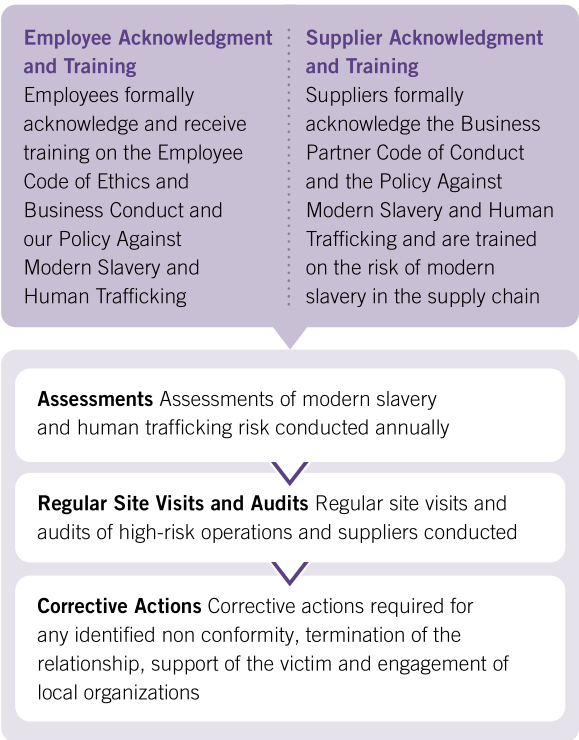 Employee Acknowledgment
and Training
Employees formally
acknowledge and receive
training on the Employee
Code of Ethics and
Business Conduct and
our Policy Against
Modern Slavery and
Human Trafficking
Supplier Acknowledgment
and Training
Suppliers formally
acknowledge the Business
Partner Code of Conduct
and the Policy Against
Modern Slavery and Human
Trafficking and are trained
on the risk of modern
slavery in the supply chain
Assessments Assessments of modern slavery
and human trafficking risk conducted annually
Regular Site Visits and Audits Regular site visits and
audits of high-risk operations and suppliers conducted
Corrective Actions Corrective actions required for
any identified non conformity, termination of the
relationship, support of the victim and engagement of
local organizations